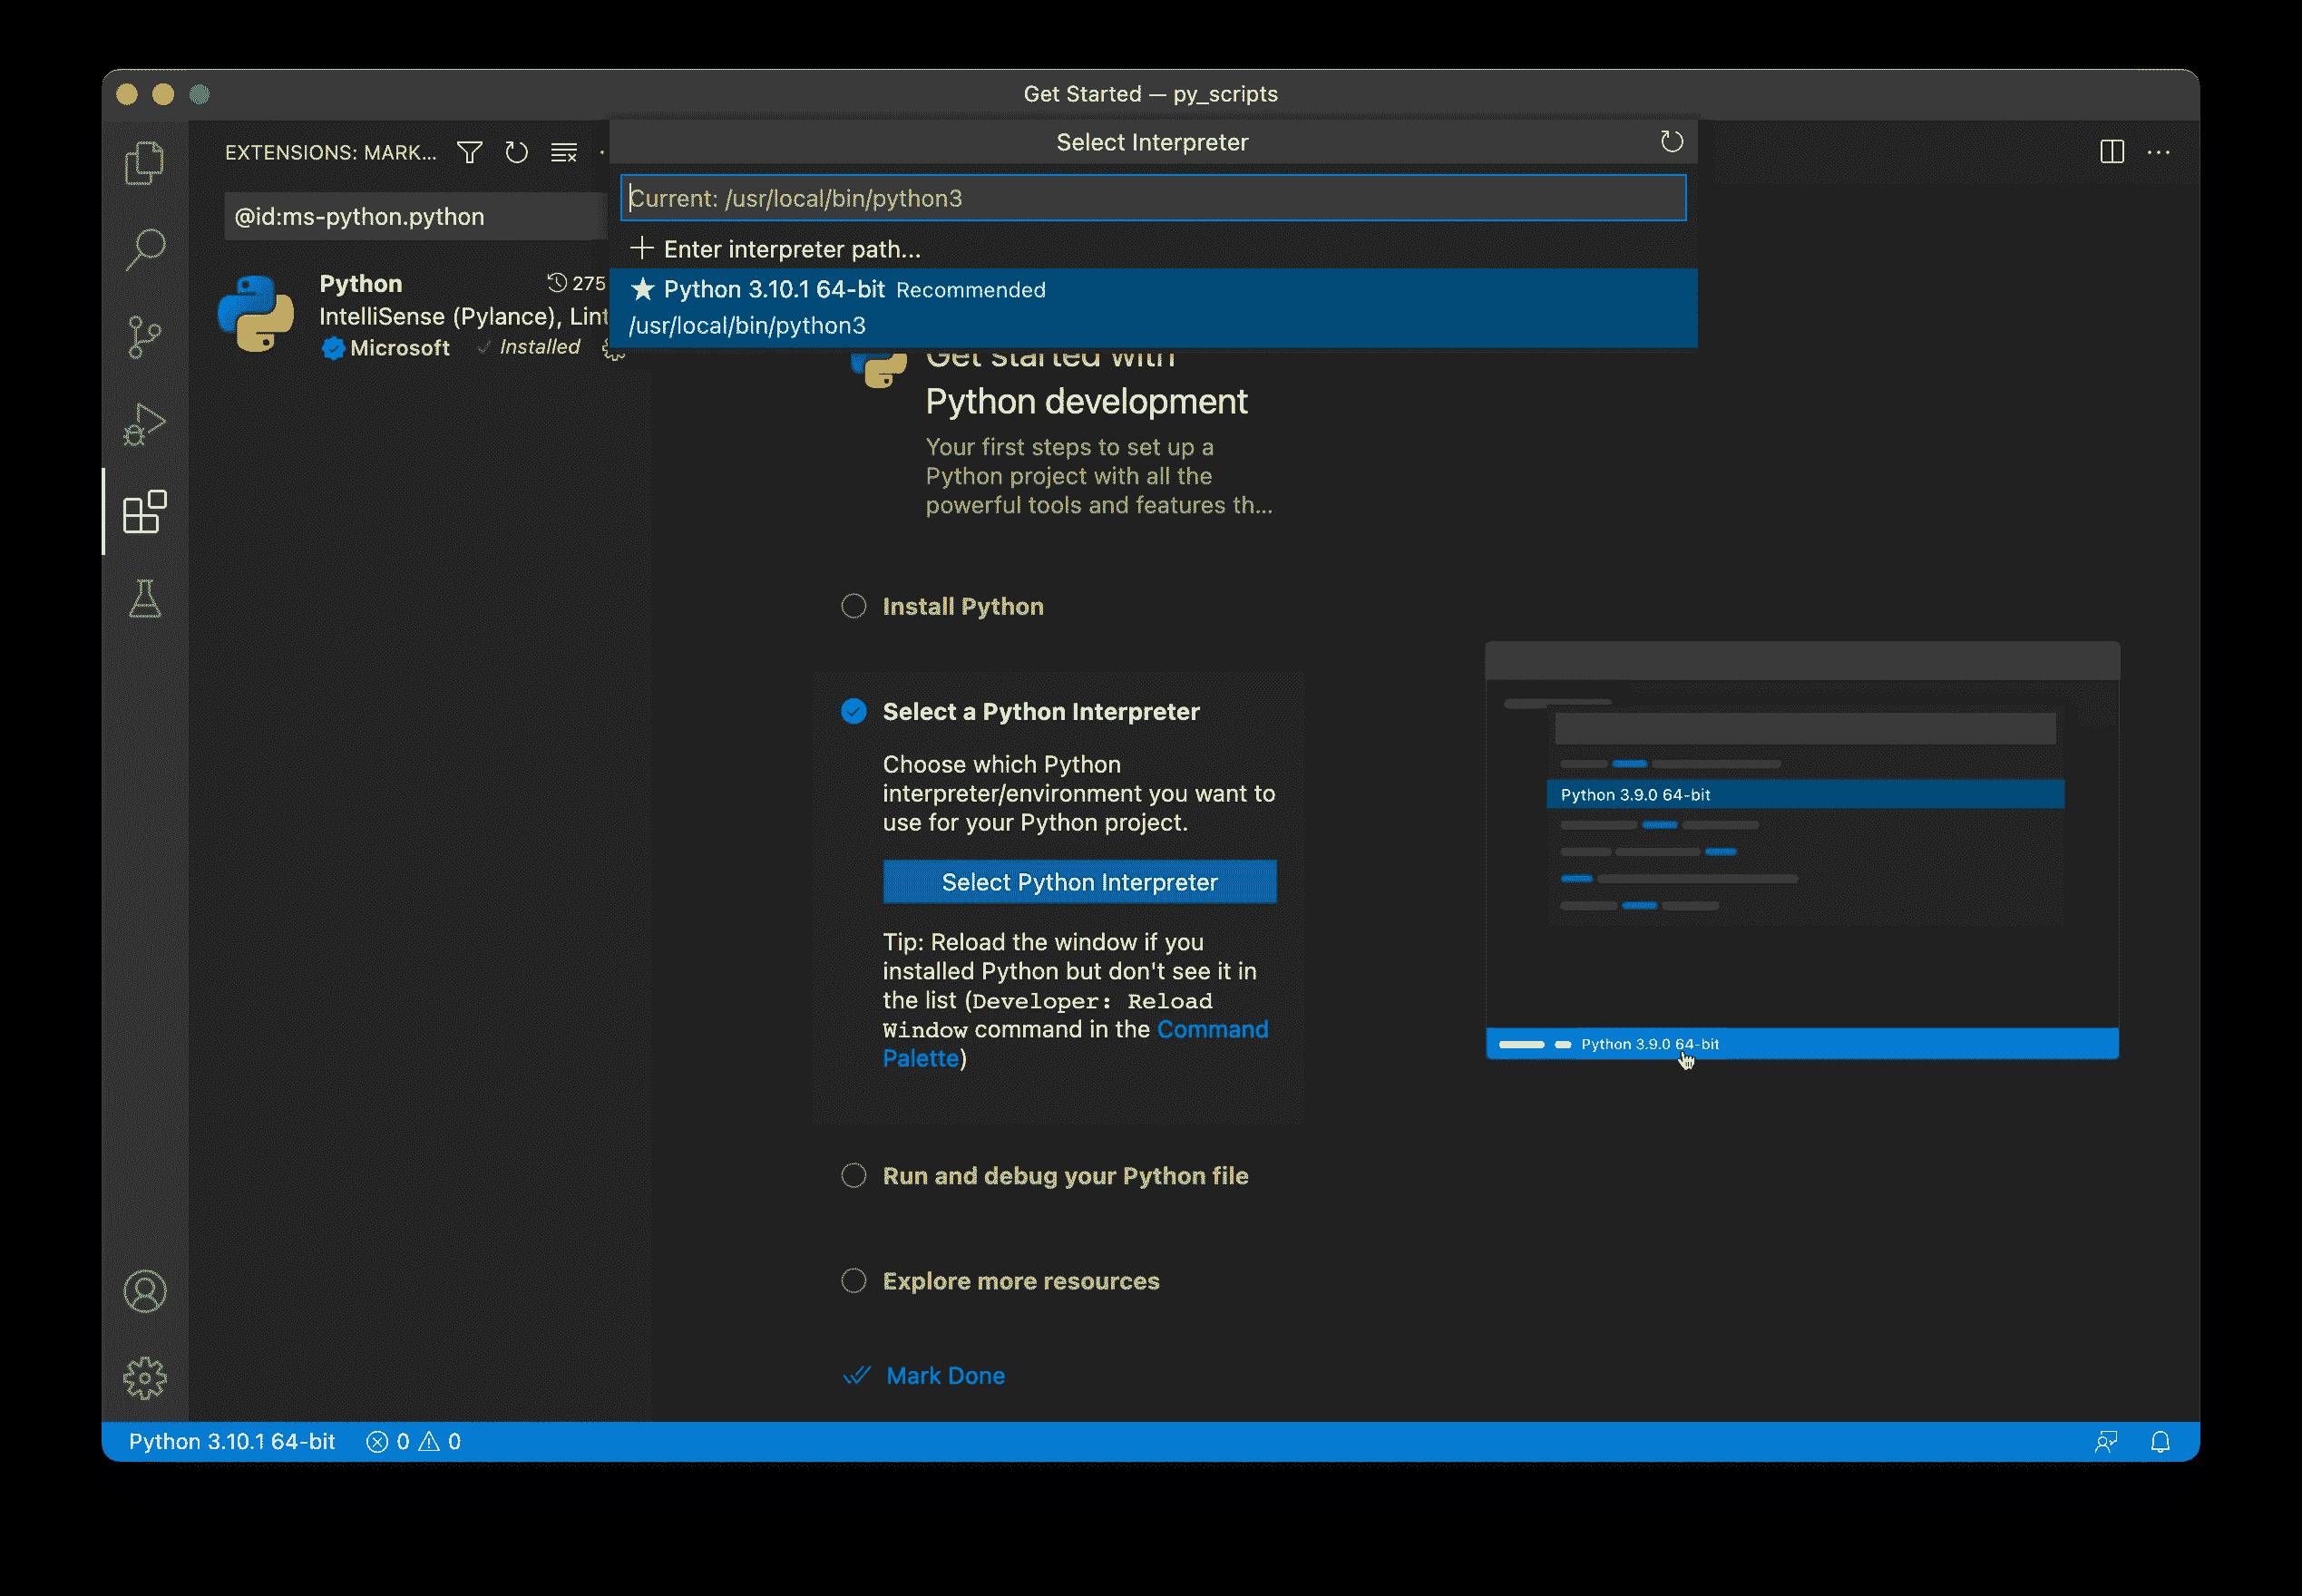 Get Started — py_scripts
EXTENSIONS: MARK...
@id:ms-python.python
Python 275
IntelliSense (Pylance), Lint
Microsoft Installed
Select Interpreter
Current: /usr/local/bin/python3
Enter interpreter path...
Python 3.10.1 64-bit Recommended
/usr/local/bin/python3
Get started with
Python development
Your first steps to set up a
Python project with all the
powerful tools and features th...
Install Python
Select a Python Interpreter
Choose which Python
interpreter/environment you want to
use for your Python project.
Select Python Interpreter
Tip: Reload the window if you
installed Python but don't see it in
the list (Developer: Reload
Window command in the Command
Palette)
Run and debug your Python file
Explore more resources
Mark Done
Python 3.9.0 64-bit
Python 3.9.0 64-bit
Python 3.10.1 64-bit 0 0